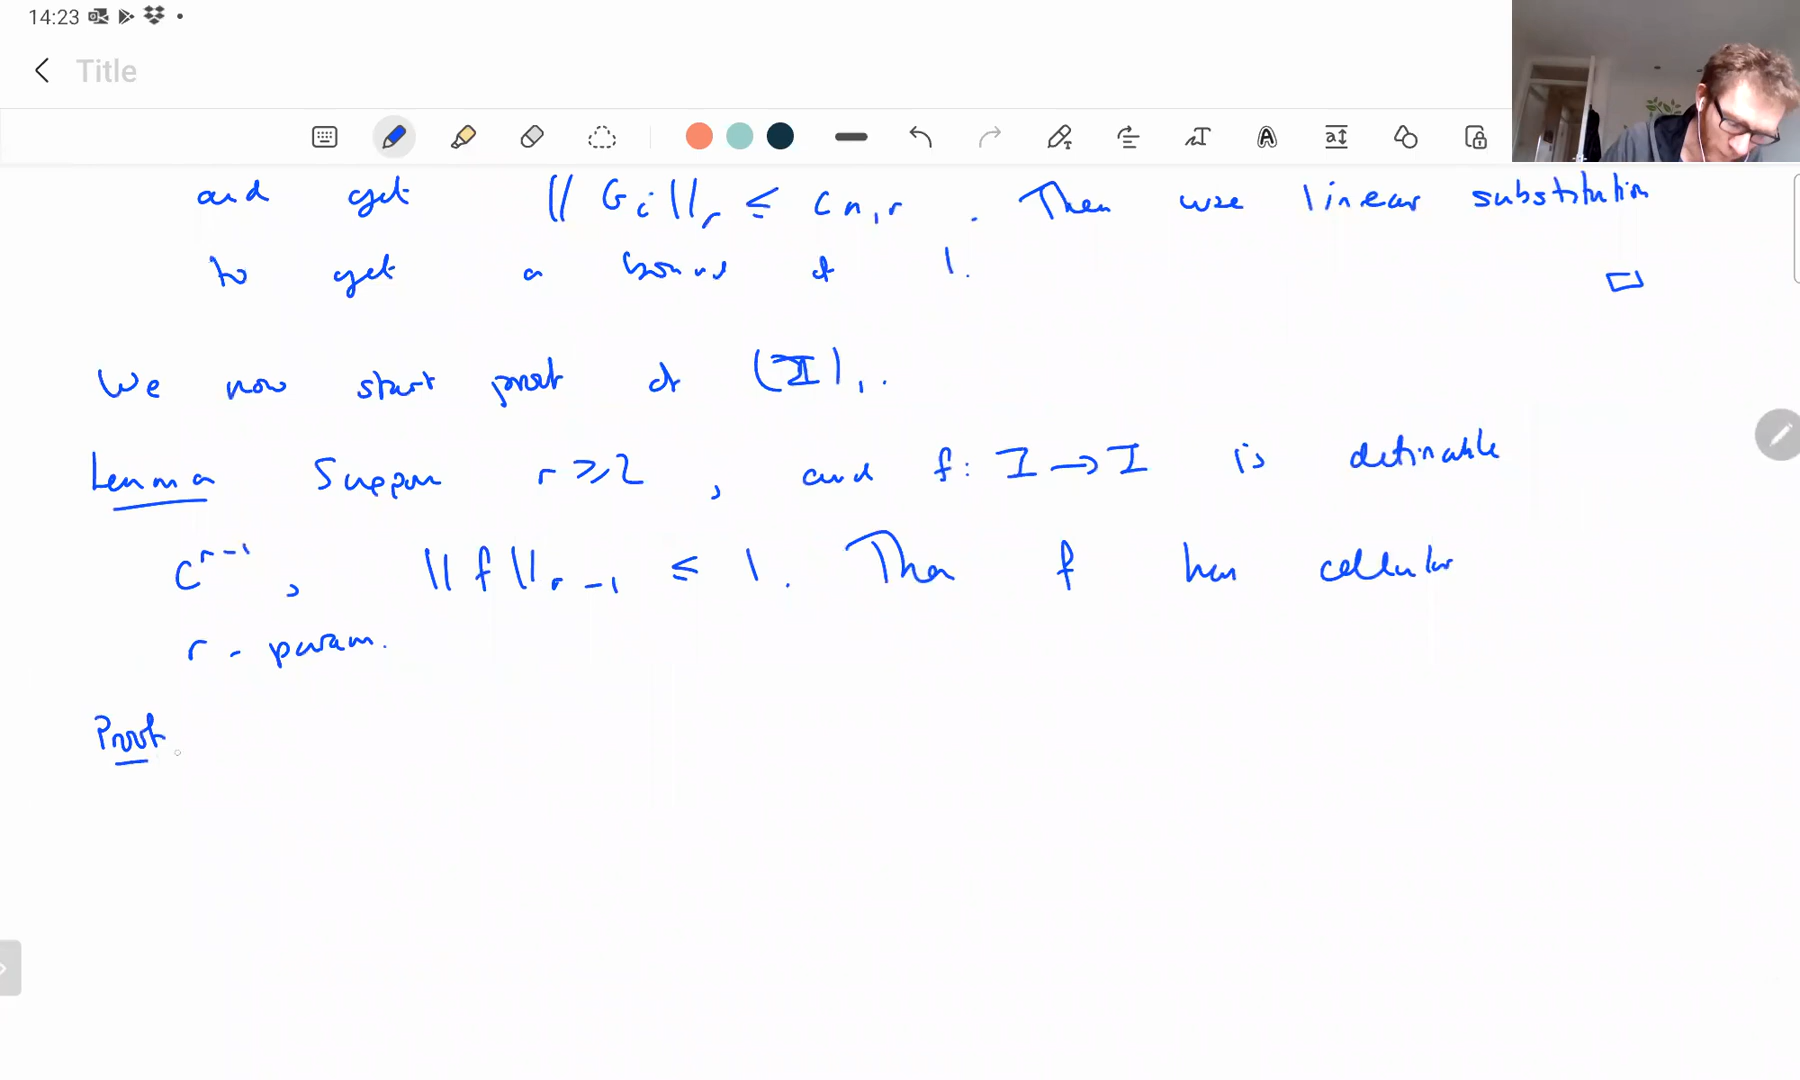 14:23
Title
and get || G_i ||_r ≤ c_{n,r} . Then use linear substitution
to get a bound of 1. □
We now start proof of (II)_1.
Lemma Suppose r ≥ 2 , and f: I → I is definable
C^{r-1} , || f ||_{r-1} ≤ 1 . Then f has cellular
r - param.
Proof.